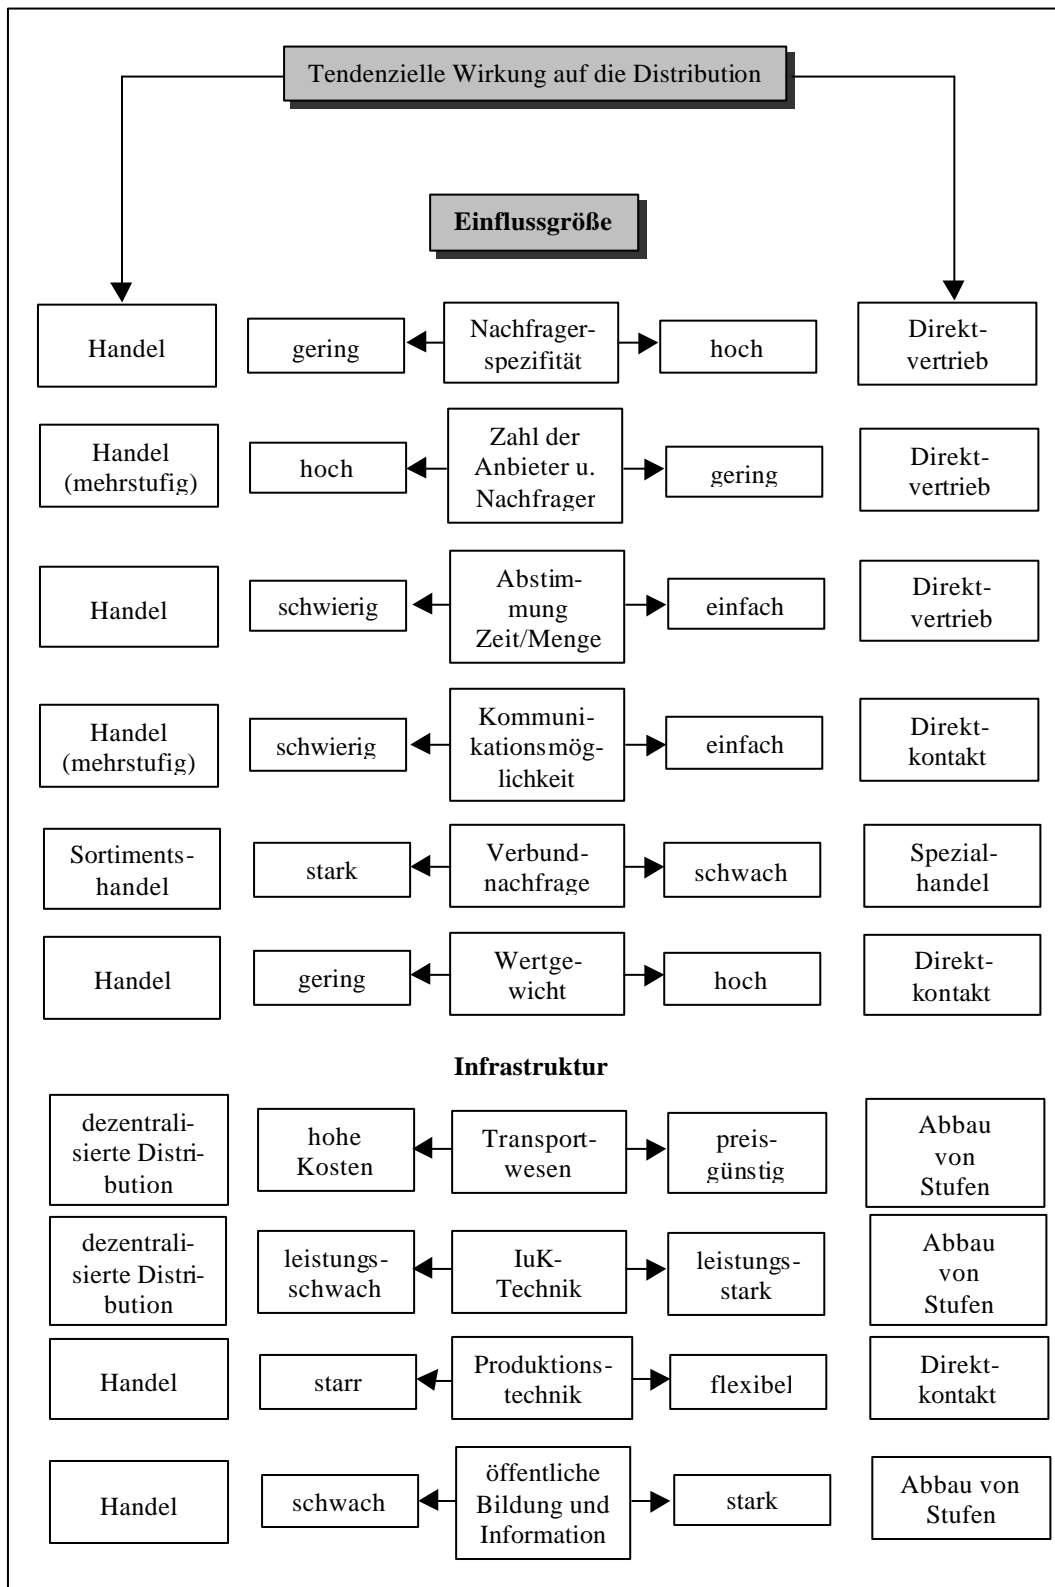 Tendenzielle Wirkung auf die Distribution
Einflussgröße
Handel
gering
Nachfrager-
spezifität
hoch
Direkt-
vertrieb
Handel
(mehrstufig)
hoch
Zahl der
Anbieter u.
Nachfrager
gering
Direkt-
vertrieb
Handel
schwierig
Abstim-
mung
Zeit/Menge
einfach
Direkt-
vertrieb
Handel
(mehrstufig)
schwierig
Kommuni-
kationsmög-
lichkeit
einfach
Direkt-
kontakt
Sortiments-
handel
stark
Verbund-
nachfrage
schwach
Spezial-
handel
Handel
gering
Wertge-
wicht
hoch
Direkt-
kontakt
Infrastruktur
dezentrali-
sierte Distri-
bution
hohe
Kosten
Transport-
wesen
preis-
günstig
Abbau
von
Stufen
dezentrali-
sierte Distri-
bution
leistungs-
schwach
IuK-
Technik
leistungs-
stark
Abbau
von
Stufen
Handel
starr
Produktions-
technik
flexibel
Direkt-
kontakt
Handel
schwach
öffentliche
Bildung und
Information
stark
Abbau von
Stufen